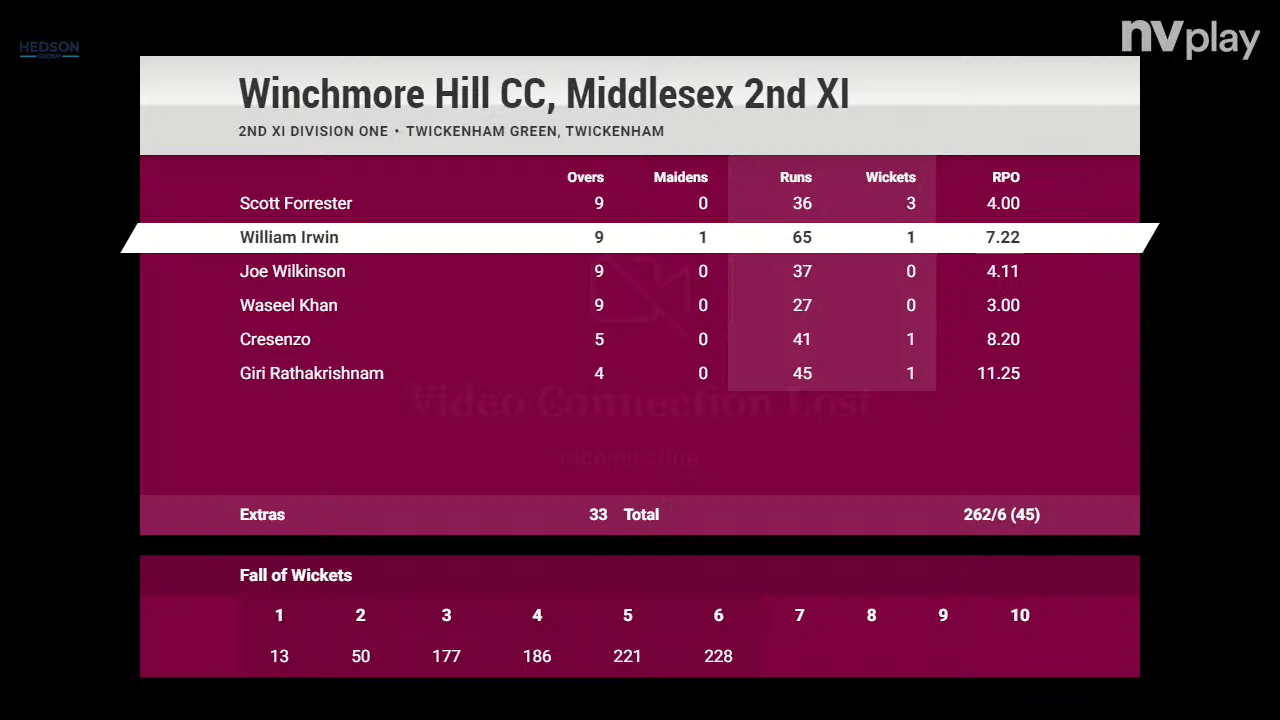 HEDSON
GROUP
nvplay
Winchmore Hill CC, Middlesex 2nd XI
2ND XI DIVISION ONE • TWICKENHAM GREEN, TWICKENHAM
Overs Maidens Runs Wickets RPO
Scott Forrester 9 0 36 3 4.00
William Irwin 9 1 65 1 7.22
Joe Wilkinson 9 0 37 0 4.11
Waseel Khan 9 0 27 0 3.00
Cresenzo 5 0 41 1 8.20
Giri Rathakrishnam 4 0 45 1 11.25
Video Connection Lost
reconnecting
Extras 33 Total 262/6 (45)
Fall of Wickets
1 2 3 4 5 6 7 8 9 10
13 50 177 186 221 228